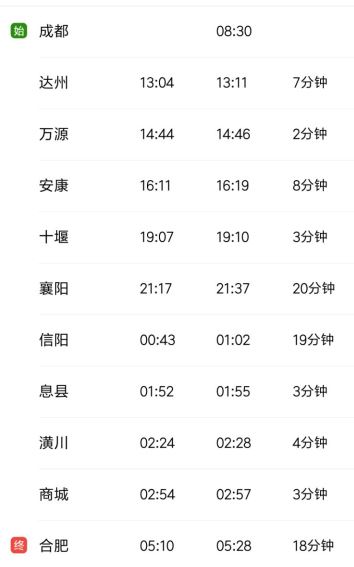 始 成都 08:30
达州 13:04 13:11 7分钟
万源 14:44 14:46 2分钟
安康 16:11 16:19 8分钟
十堰 19:07 19:10 3分钟
襄阳 21:17 21:37 20分钟
信阳 00:43 01:02 19分钟
息县 01:52 01:55 3分钟
潢川 02:24 02:28 4分钟
商城 02:54 02:57 3分钟
终 合肥 05:10 05:28 18分钟